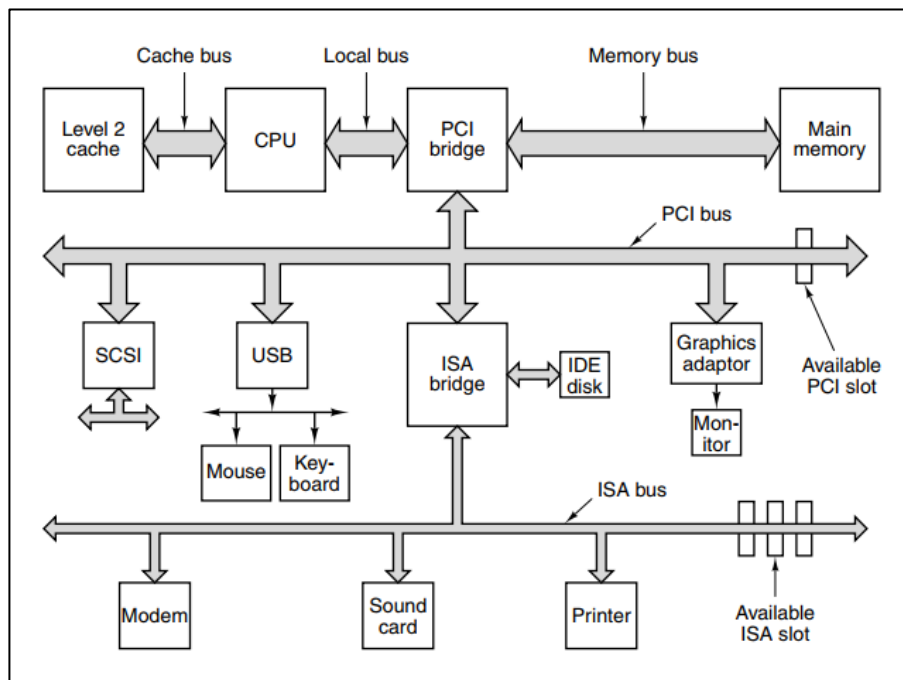 Cache bus
Local bus
Memory bus
Level 2
cache
CPU
PCI
bridge
Main
memory
PCI bus
SCSI
USB
ISA
bridge
IDE
disk
Graphics
adaptor
Available
PCI slot
Mon-
itor
Mouse
Key-
board
ISA bus
Modem
Sound
card
Printer
Available
ISA slot